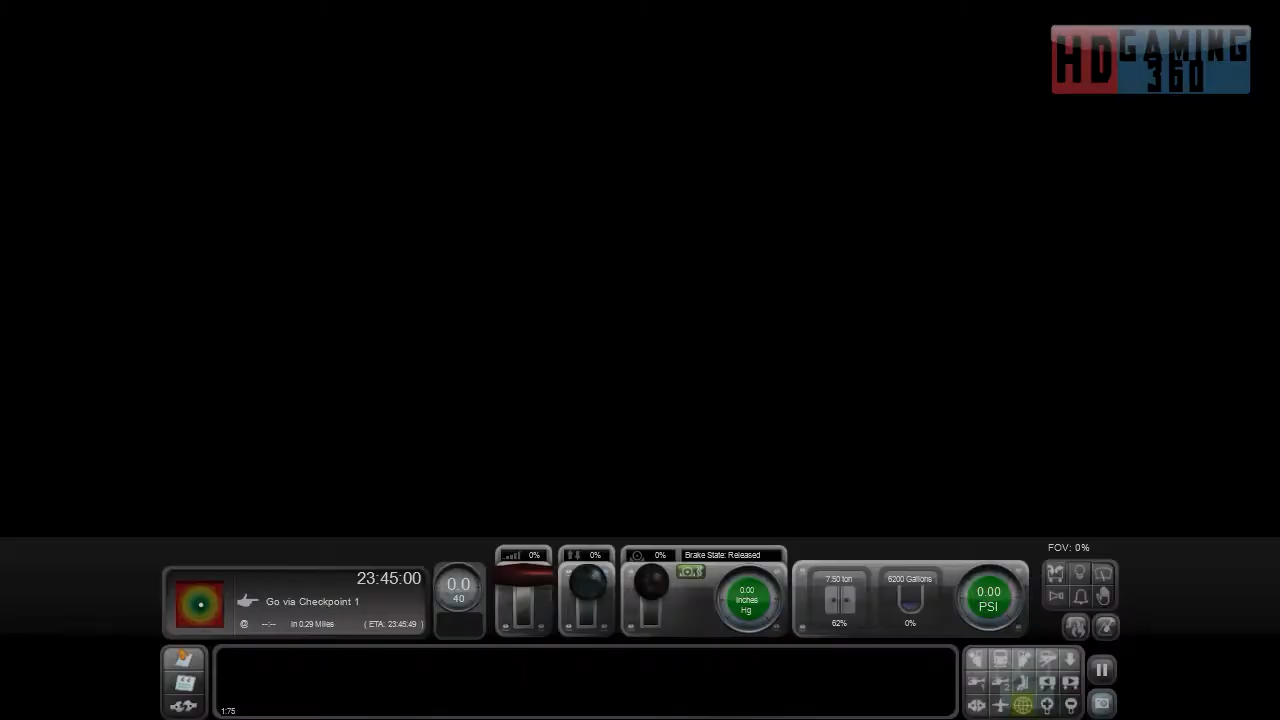 HD GAMING
360
FOV: 0%
0%
0%
0%
Brake State: Released
23:45:00
Go via Checkpoint 1
@ --:-- In 0.29 Miles ( ETA: 23:45:49 )
0.0
40
0.00
Inches
Hg
7.50 ton
62%
6200 Gallons
0%
0.00
PSI
1:75